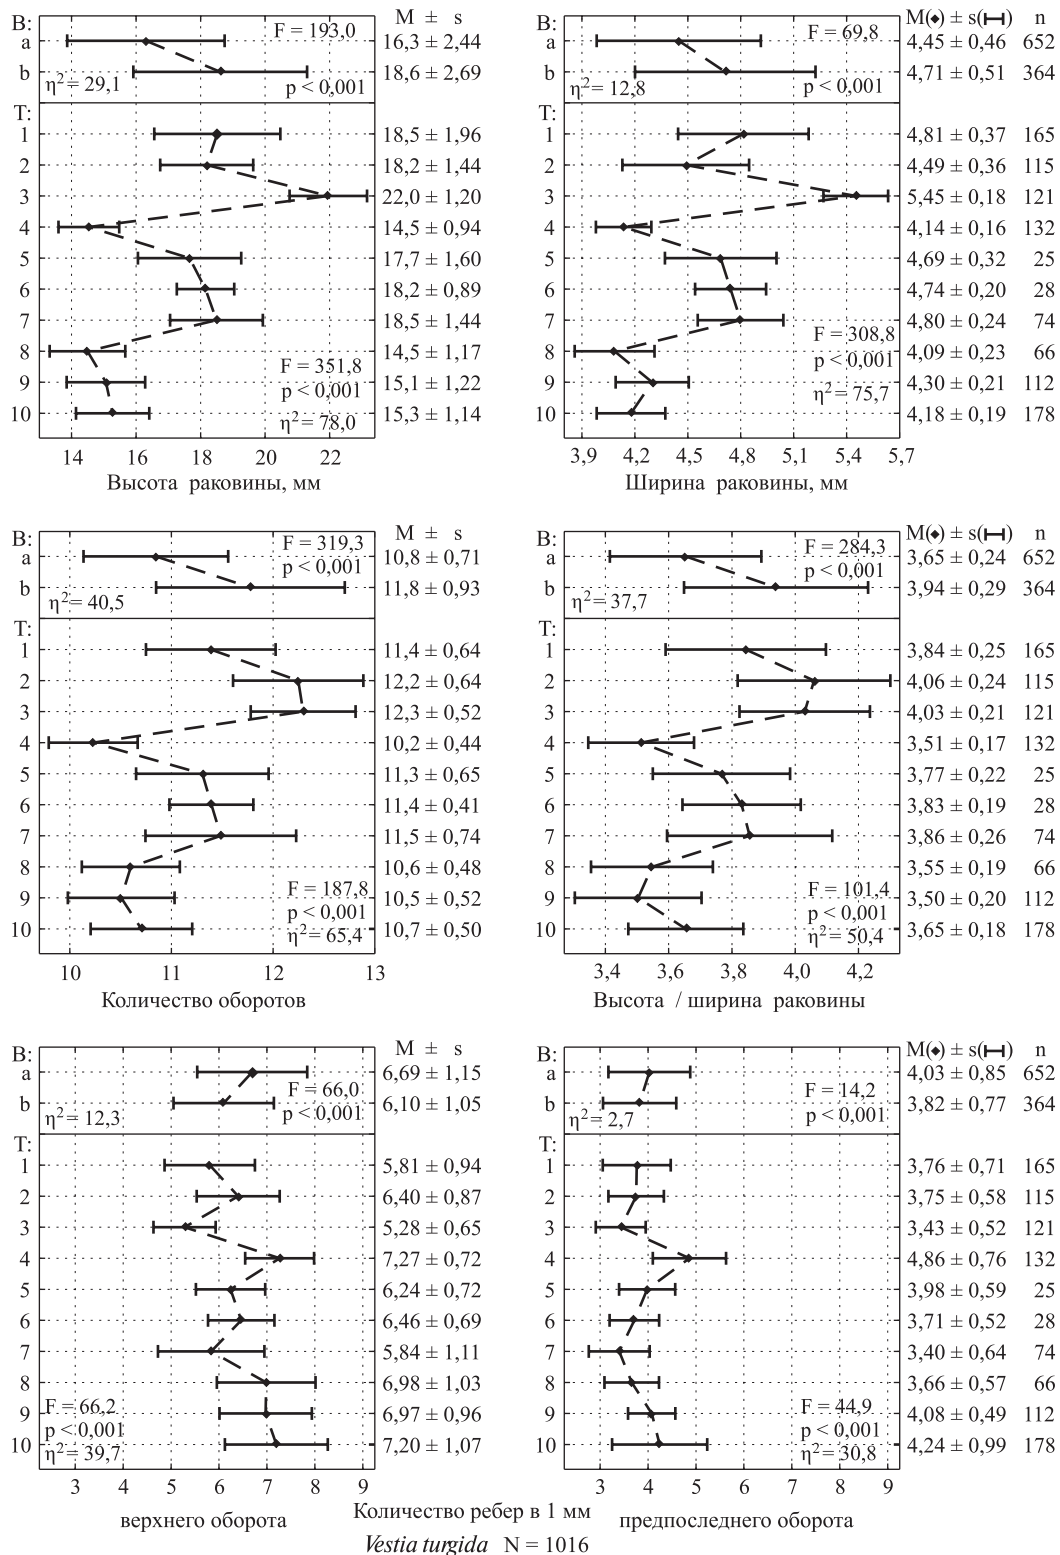 В: M ± s
F = 193,0
a 16,3 ± 2,44
b 18,6 ± 2,69
η² = 29,1 p < 0,001
Т:
1 18,5 ± 1,96
2 18,2 ± 1,44
3 22,0 ± 1,20
4 14,5 ± 0,94
5 17,7 ± 1,60
6 18,2 ± 0,89
7 18,5 ± 1,44
8 14,5 ± 1,17
F = 351,8
9 15,1 ± 1,22
p < 0,001
10 15,3 ± 1,14
η² = 78,0
14 16 18 20 22
Высота раковины, мм
В: M(◆) ± s(┣━┫) n
F = 69,8
a 4,45 ± 0,46 652
b 4,71 ± 0,51 364
η² = 12,8 p < 0,001
Т:
1 4,81 ± 0,37 165
2 4,49 ± 0,36 115
3 5,45 ± 0,18 121
4 4,14 ± 0,16 132
5 4,69 ± 0,32 25
6 4,74 ± 0,20 28
7 4,80 ± 0,24 74
F = 308,8
8 4,09 ± 0,23 66
p < 0,001
9 4,30 ± 0,21 112
η² = 75,7
10 4,18 ± 0,19 178
3,9 4,2 4,5 4,8 5,1 5,4 5,7
Ширина раковины, мм
В: M ± s
F = 319,3
a 10,8 ± 0,71
p < 0,001
b 11,8 ± 0,93
η² = 40,5
Т:
1 11,4 ± 0,64
2 12,2 ± 0,64
3 12,3 ± 0,52
4 10,2 ± 0,44
5 11,3 ± 0,65
6 11,4 ± 0,41
7 11,5 ± 0,74
8 10,6 ± 0,48
F = 187,8
9 10,5 ± 0,52
p < 0,001
10 10,7 ± 0,50
η² = 65,4
10 11 12 13
Количество оборотов
В: M(◆) ± s(┣━┫) n
F = 284,3
a 3,65 ± 0,24 652
p < 0,001
b 3,94 ± 0,29 364
η² = 37,7
Т:
1 3,84 ± 0,25 165
2 4,06 ± 0,24 115
3 4,03 ± 0,21 121
4 3,51 ± 0,17 132
5 3,77 ± 0,22 25
6 3,83 ± 0,19 28
7 3,86 ± 0,26 74
8 3,55 ± 0,19 66
F = 101,4
9 3,50 ± 0,20 112
p < 0,001
10 3,65 ± 0,18 178
η² = 50,4
3,4 3,6 3,8 4,0 4,2
Высота / ширина раковины
В: M ± s
a 6,69 ± 1,15
F = 66,0
b 6,10 ± 1,05
η² = 12,3 p < 0,001
Т:
1 5,81 ± 0,94
2 6,40 ± 0,87
3 5,28 ± 0,65
4 7,27 ± 0,72
5 6,24 ± 0,72
6 6,46 ± 0,69
7 5,84 ± 1,11
8 6,98 ± 1,03
F = 66,2
9 6,97 ± 0,96
p < 0,001
10 7,20 ± 1,07
η² = 39,7
3 4 5 6 7 8 9
верхнего оборота
В: M(◆) ± s(┣━┫) n
a 4,03 ± 0,85 652
F = 14,2
b 3,82 ± 0,77 364
η² = 2,7 p < 0,001
Т:
1 3,76 ± 0,71 165
2 3,75 ± 0,58 115
3 3,43 ± 0,52 121
4 4,86 ± 0,76 132
5 3,98 ± 0,59 25
6 3,71 ± 0,52 28
7 3,40 ± 0,64 74
8 3,66 ± 0,57 66
F = 44,9
9 4,08 ± 0,49 112
p < 0,001
10 4,24 ± 0,99 178
η² = 30,8
3 4 5 6 7 8 9
Количество ребер в 1 мм
предпоследнего оборота
Vestia turgida N = 1016